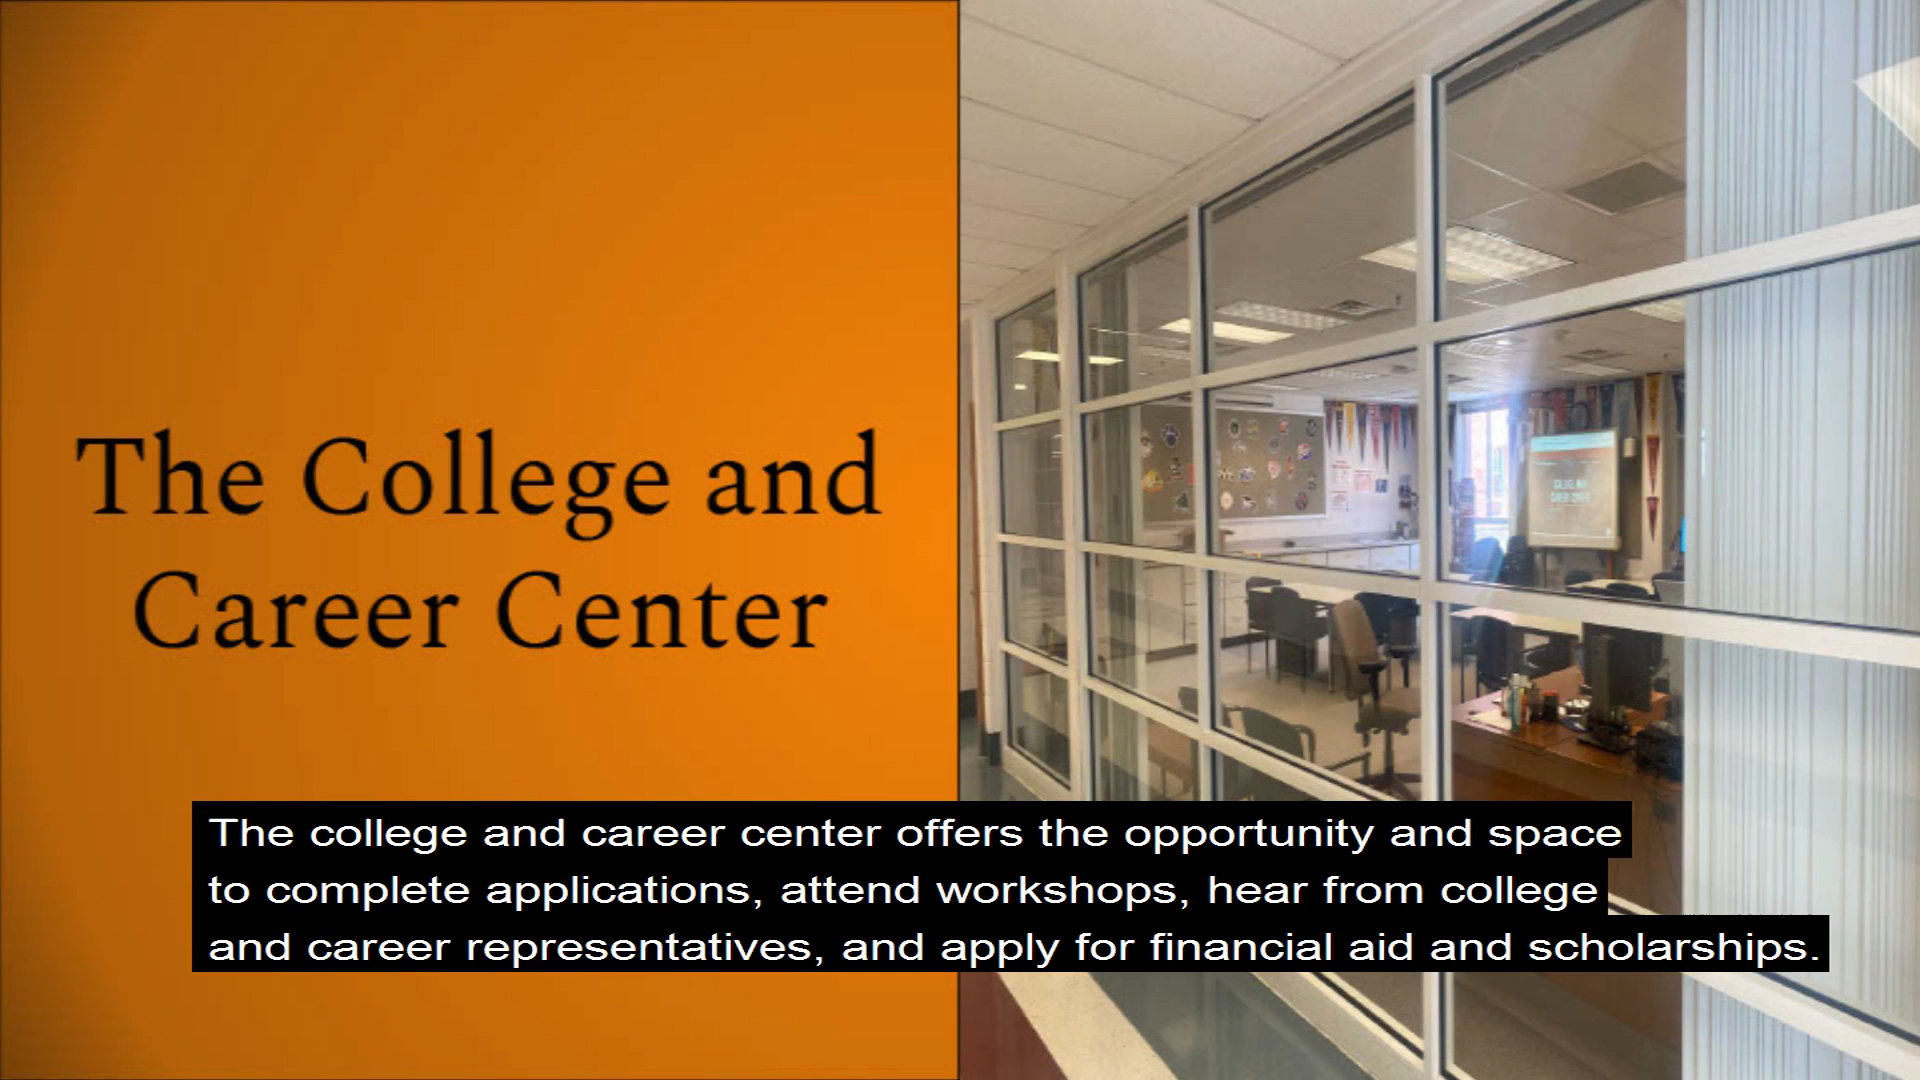 The College and
Career Center
The college and career center offers the opportunity and space
to complete applications, attend workshops, hear from college
and career representatives, and apply for financial aid and scholarships.